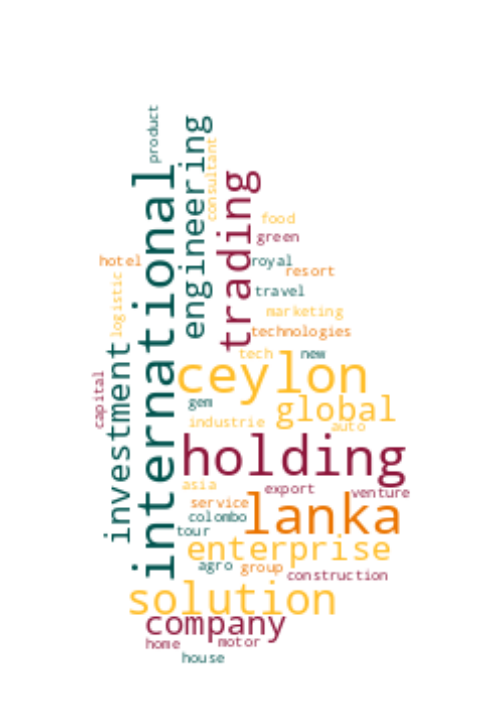 product
international
engineering
consultant
trading
food
green
hotel
royal
resort
logistic
travel
marketing
technologies
investment
tech
new
ceylon
capital
gem
global
industrie
auto
holding
asia
export
venture
service
lanka
colombo
tour
enterprise
agro
group
construction
solution
company
home
motor
house